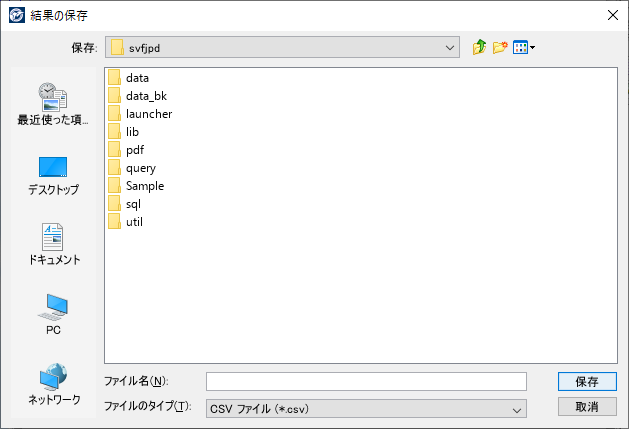 結果の保存
保存:
svfjpd
data
data_bk
launcher
lib
pdf
query
Sample
sql
util
最近使った項...
デスクトップ
ドキュメント
PC
ネットワーク
ファイル名(N):
保存
ファイルのタイプ(T):
CSV ファイル (*.csv)
取消